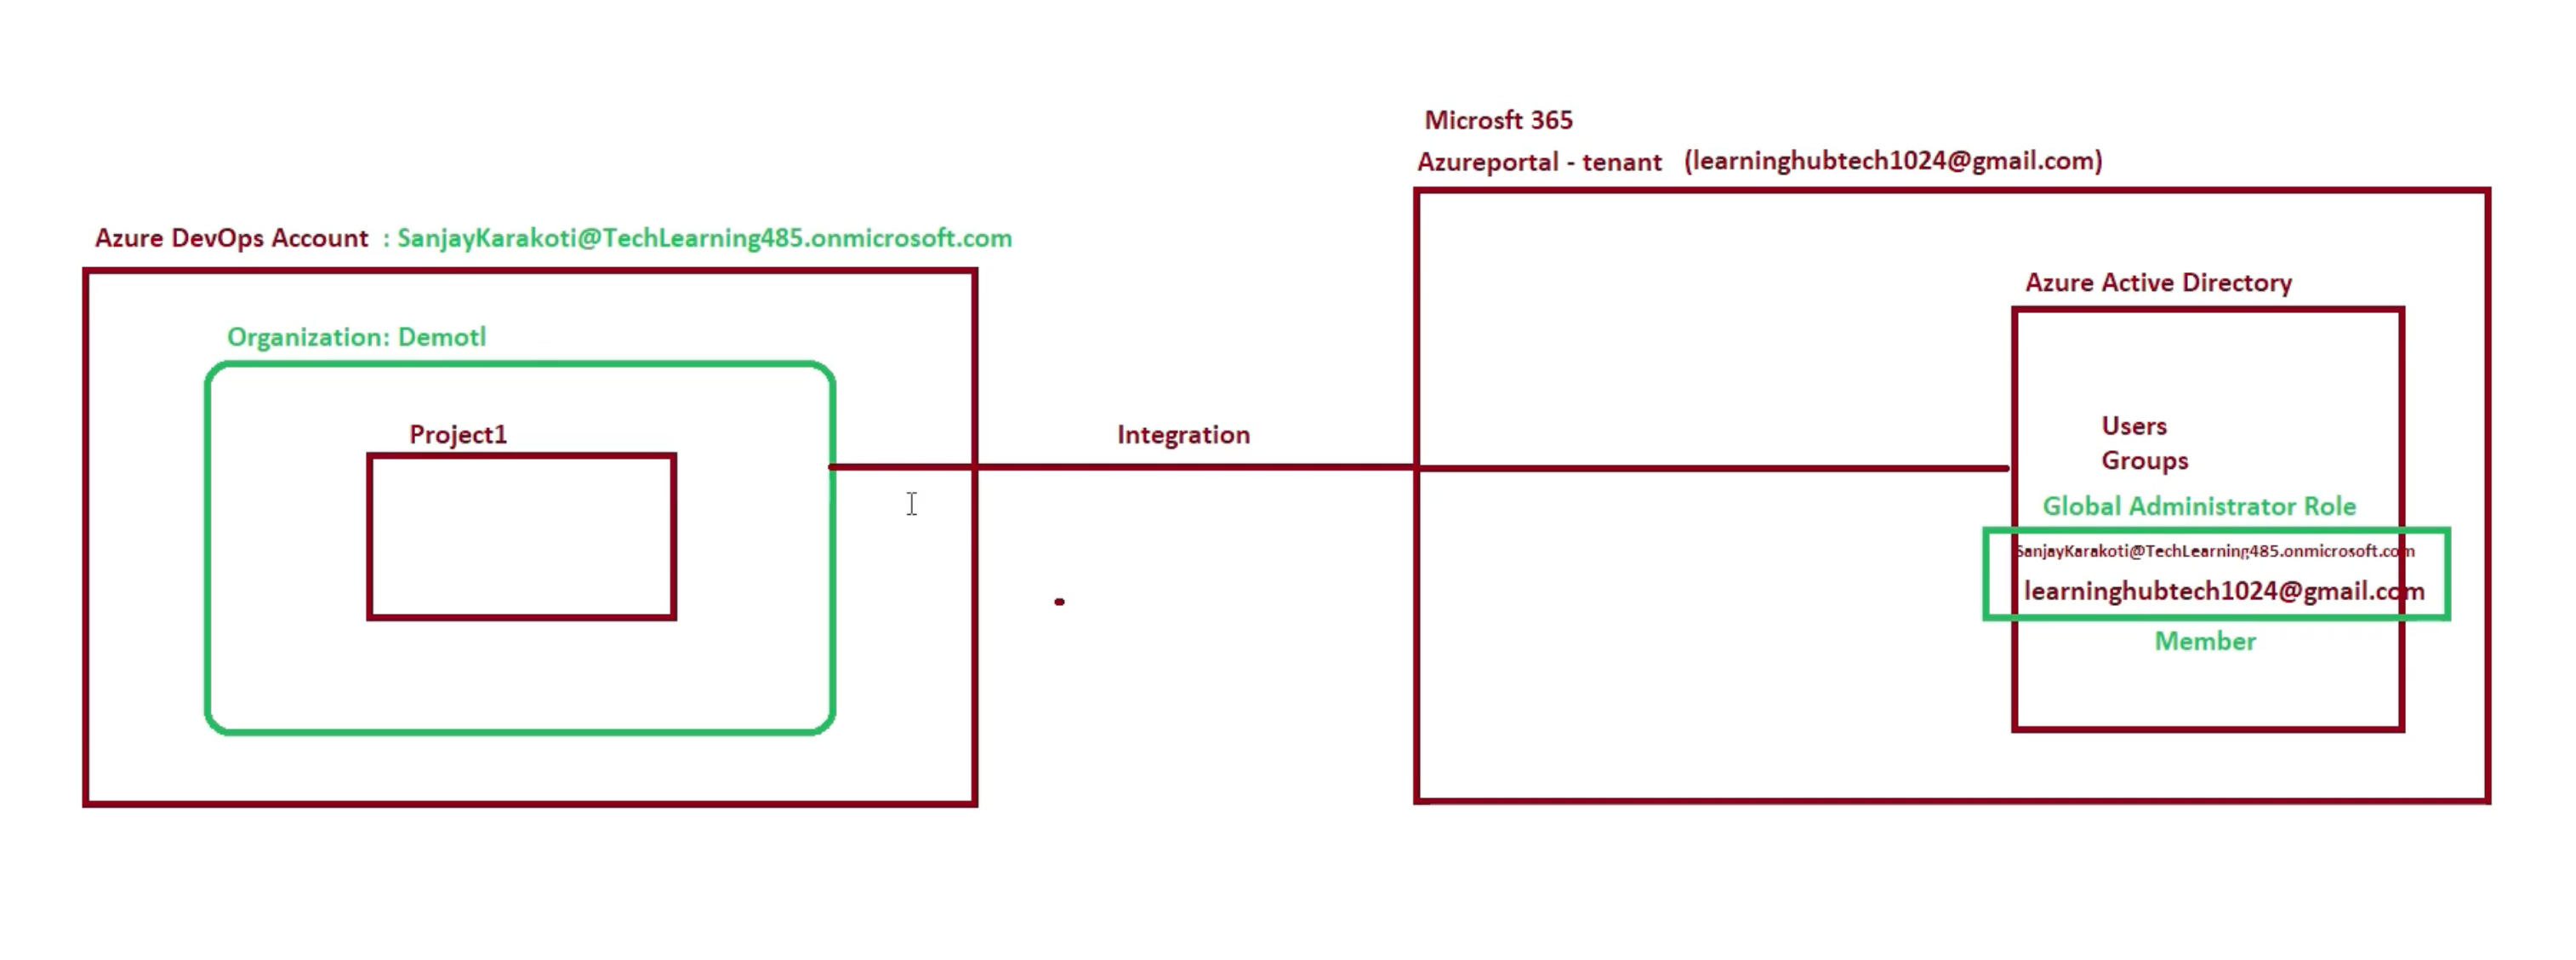 Microsft 365
Azureportal - tenant (learninghubtech1024@gmail.com)
Azure DevOps Account : SanjayKarakoti@TechLearning485.onmicrosoft.com
Azure Active Directory
Organization: Demotl
Project1
Integration
Users
Groups
Global Administrator Role
SanjayKarakoti@TechLearning485.onmicrosoft.com
learninghubtech1024@gmail.com
Member